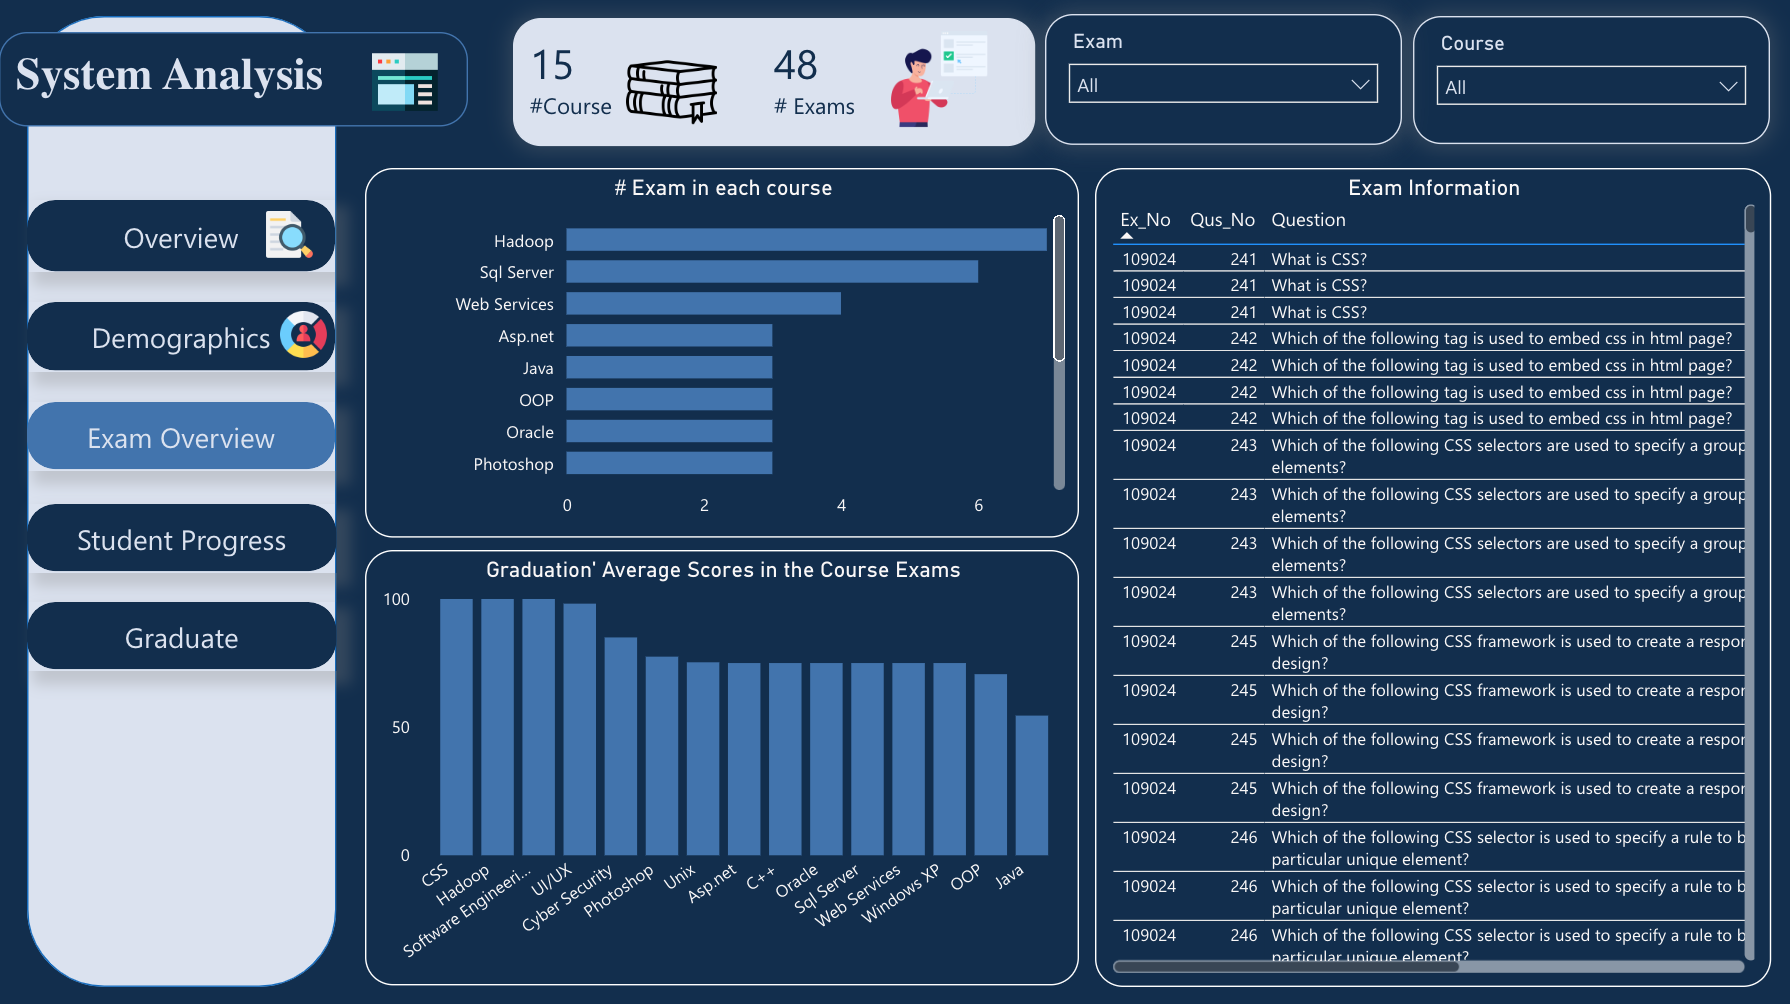 System Analysis
15
#Course
48
# Exams
Exam
All
Course
All
Overview
Demographics
Exam Overview
Student Progress
Graduate
# Exam in each course
Hadoop
Sql Server
Web Services
Asp.net
Java
OOP
Oracle
Photoshop
0 2 4 6
Graduation' Average Scores in the Course Exams
100
50
0
CSS
Hadoop
Software Engineeri...
UI/UX
Cyber Security
Photoshop
Unix
Asp.net
C++
Oracle
Sql Server
Web Services
Windows XP
OOP
Java
Exam Information
Ex_No Qus_No Question
109024 241 What is CSS?
109024 241 What is CSS?
109024 241 What is CSS?
109024 242 Which of the following tag is used to embed css in html page?
109024 242 Which of the following tag is used to embed css in html page?
109024 242 Which of the following tag is used to embed css in html page?
109024 242 Which of the following tag is used to embed css in html page?
109024 243 Which of the following CSS selectors are used to specify a group
elements?
109024 243 Which of the following CSS selectors are used to specify a group
elements?
109024 243 Which of the following CSS selectors are used to specify a group
elements?
109024 243 Which of the following CSS selectors are used to specify a group
elements?
109024 245 Which of the following CSS framework is used to create a respor
design?
109024 245 Which of the following CSS framework is used to create a respor
design?
109024 245 Which of the following CSS framework is used to create a respor
design?
109024 245 Which of the following CSS framework is used to create a respor
design?
109024 246 Which of the following CSS selector is used to specify a rule to b
particular unique element?
109024 246 Which of the following CSS selector is used to specify a rule to b
particular unique element?
109024 246 Which of the following CSS selector is used to specify a rule to b
particular unique element?